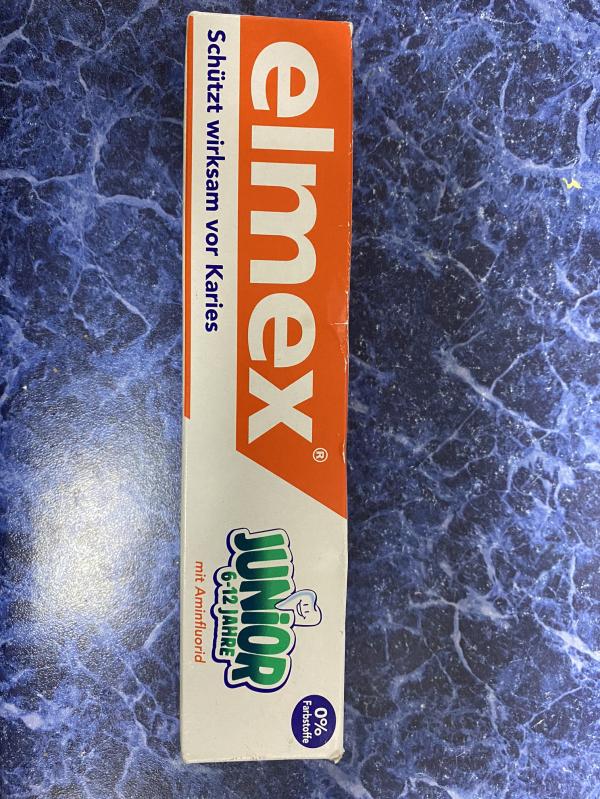 elmex®
Schützt wirksam vor Karies
JUNiOR
6-12 JAHRE
mit Aminfluorid
0%
Farbstoffe